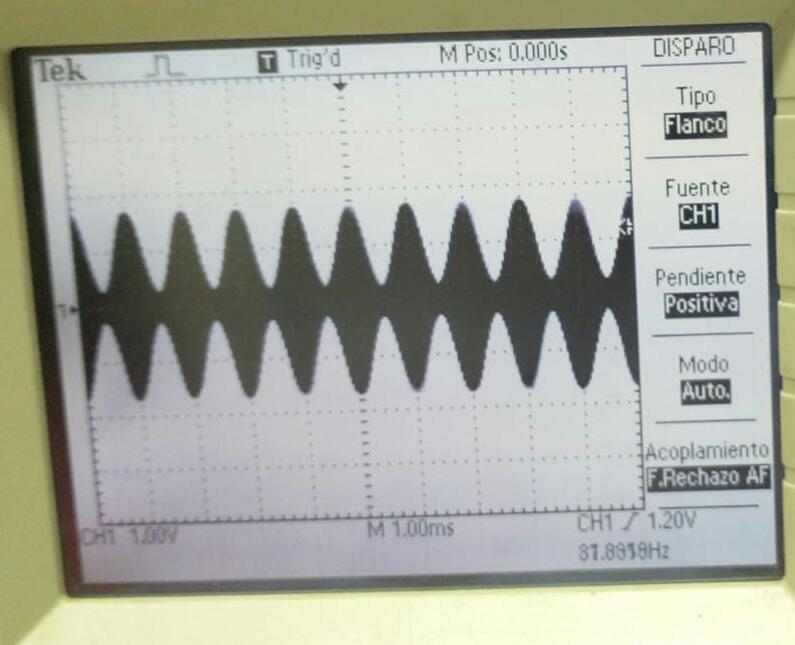 Tek T Trig'd M Pos: 0.000s DISPARO
Tipo
Flanco
Fuente
CH1
Pendiente
Positiva
Modo
Auto.
Acoplamiento
F.Rechazo AF
1
CH1 1.00V M 1.00ms CH1 1.20V